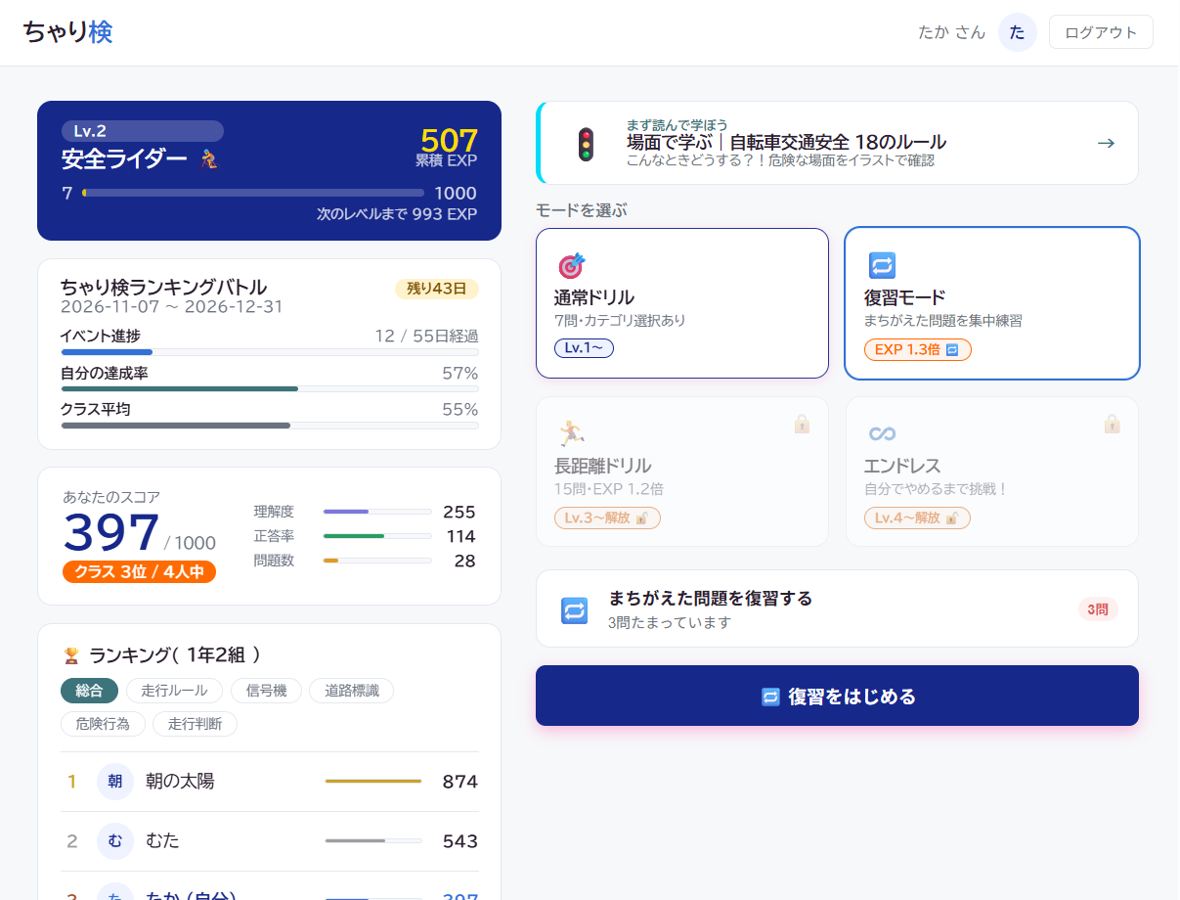 ちゃり検
たか さん
た
ログアウト
Lv.2
安全ライダー
507
累積 EXP
7
1000
次のレベルまで 993 EXP
ちゃり検ランキングバトル
残り43日
2026-11-07 〜 2026-12-31
イベント進捗
12 / 55日経過
自分の達成率
57%
クラス平均
55%
あなたのスコア
397 / 1000
クラス 3位 / 4人中
理解度
255
正答率
114
問題数
28
ランキング( 1年2組 )
総合
走行ルール
信号機
道路標識
危険行為
走行判断
1
朝
朝の太陽
874
2
む
むた
543
3
た
たか (自分)
397
まず読んで学ぼう
場面で学ぶ｜自転車交通安全 18のルール
こんなときどうする？！危険な場面をイラストで確認
→
モードを選ぶ
通常ドリル
7問・カテゴリ選択あり
Lv.1〜
復習モード
まちがえた問題を集中練習
EXP 1.3倍
長距離ドリル
15問・EXP 1.2倍
Lv.3〜解放
エンドレス
自分でやめるまで挑戦！
Lv.4〜解放
まちがえた問題を復習する
3問たまっています
3問
復習をはじめる